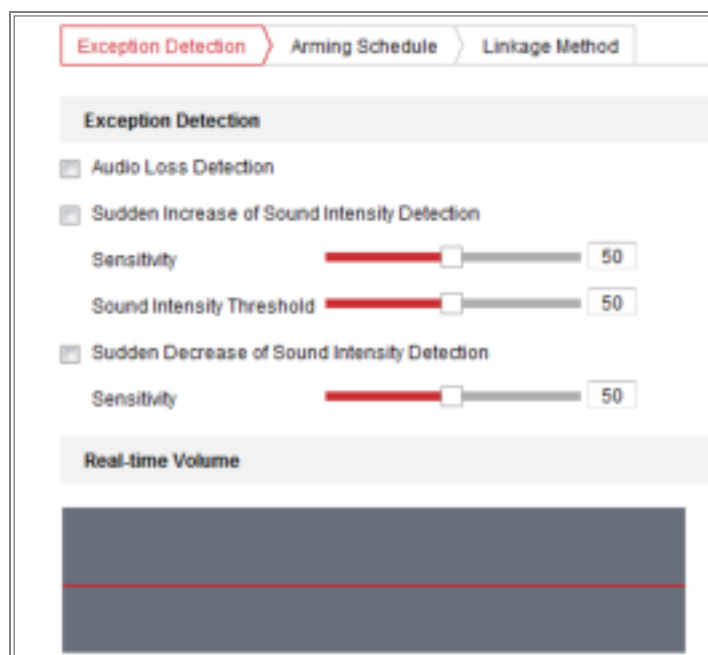 Exception Detection Arming Schedule Linkage Method
Exception Detection
Audio Loss Detection
Sudden Increase of Sound Intensity Detection
Sensitivity 50
Sound Intensity Threshold 50
Sudden Decrease of Sound Intensity Detection
Sensitivity 50
Real-time Volume